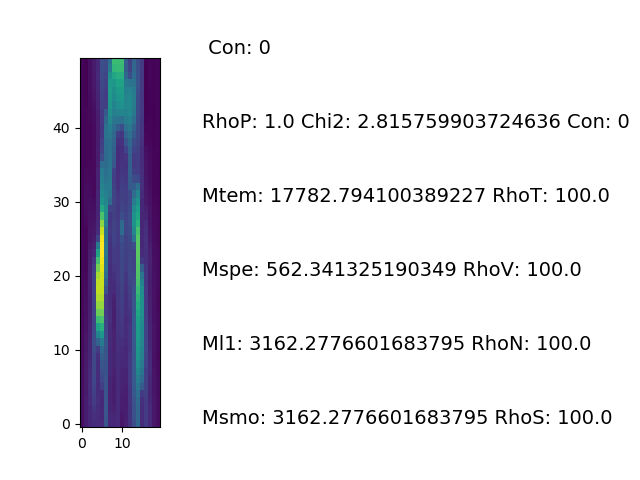 Con: 0
RhoP: 1.0 Chi2: 2.815759903724636 Con: 0
Mtem: 17782.794100389227 RhoT: 100.0
Mspe: 562.341325190349 RhoV: 100.0
Ml1: 3162.2776601683795 RhoN: 100.0
Msmo: 3162.2776601683795 RhoS: 100.0
40
30
20
10
0
0 10